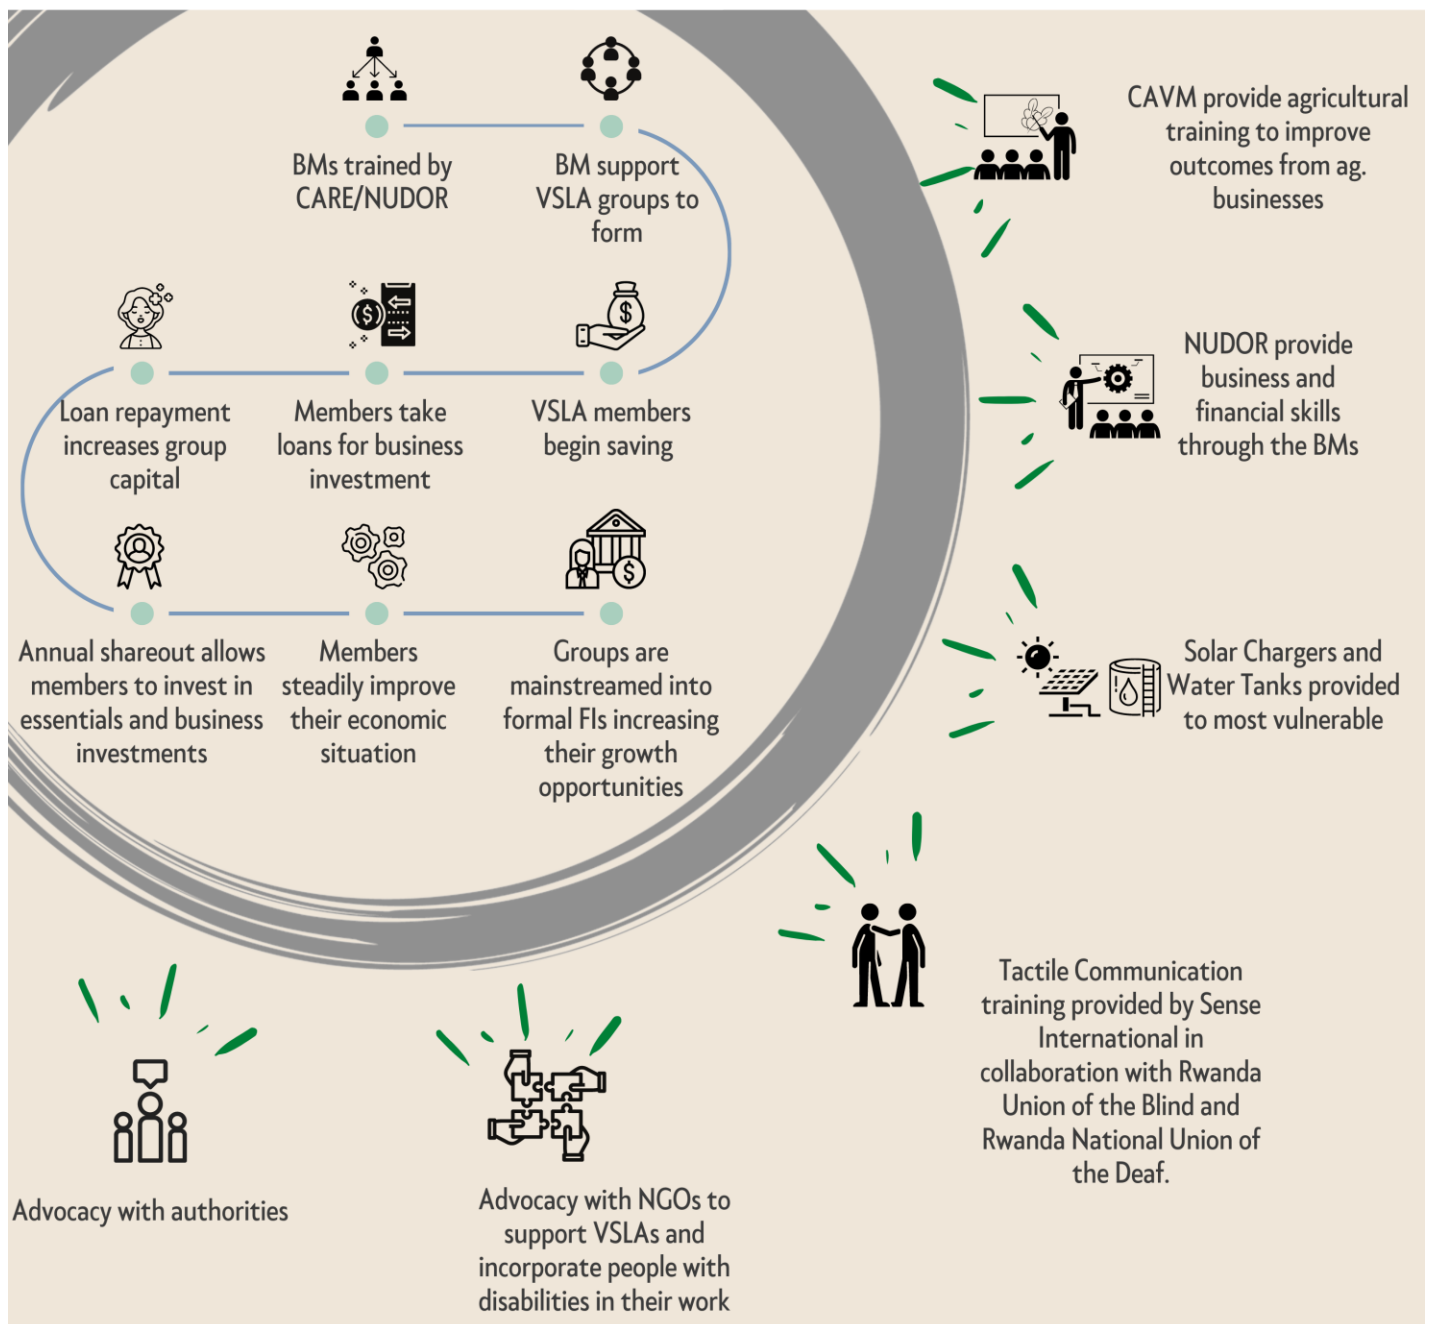 BMs trained by
CARE/NUDOR
BM support
VSLA groups to
form
VSLA members
begin saving
Members take
loans for business
investment
Loan repayment
increases group
capital
Annual shareout allows
members to invest in
essentials and business
investments
Members
steadily improve
their economic
situation
Groups are
mainstreamed into
formal FIs increasing
their growth
opportunities
CAVM provide agricultural
training to improve
outcomes from ag.
businesses
NUDOR provide
business and
financial skills
through the BMs
Solar Chargers and
Water Tanks provided
to most vulnerable
Tactile Communication
training provided by Sense
International in
collaboration with Rwanda
Union of the Blind and
Rwanda National Union of
the Deaf.
Advocacy with NGOs to
support VSLAs and
incorporate people with
disabilities in their work
Advocacy with authorities